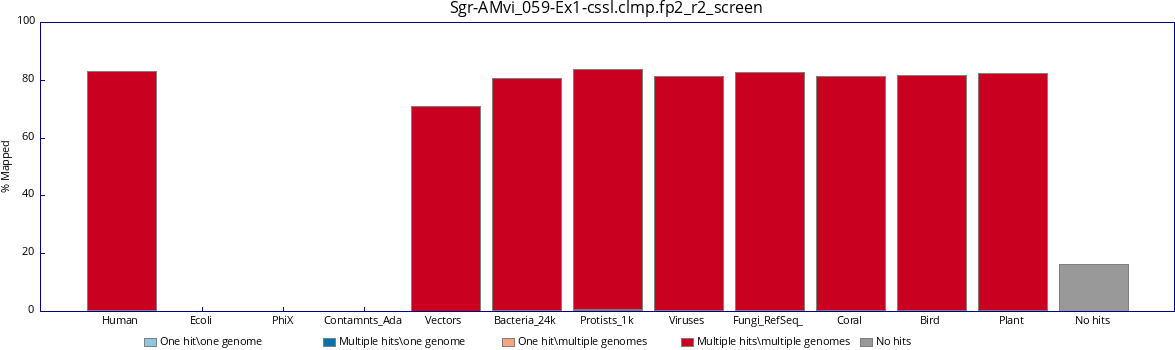 Sgr-AMvi_059-Ex1-cssl.clmp.fp2_r2_screen
% Mapped
100
80
60
40
20
0
Human Ecoli PhiX Contamnts_Ada Vectors Bacteria_24k Protists_1k Viruses Fungi_RefSeq_ Coral Bird Plant No hits
One hit\one genome Multiple hits\one genome One hit\multiple genomes Multiple hits\multiple genomes No hits